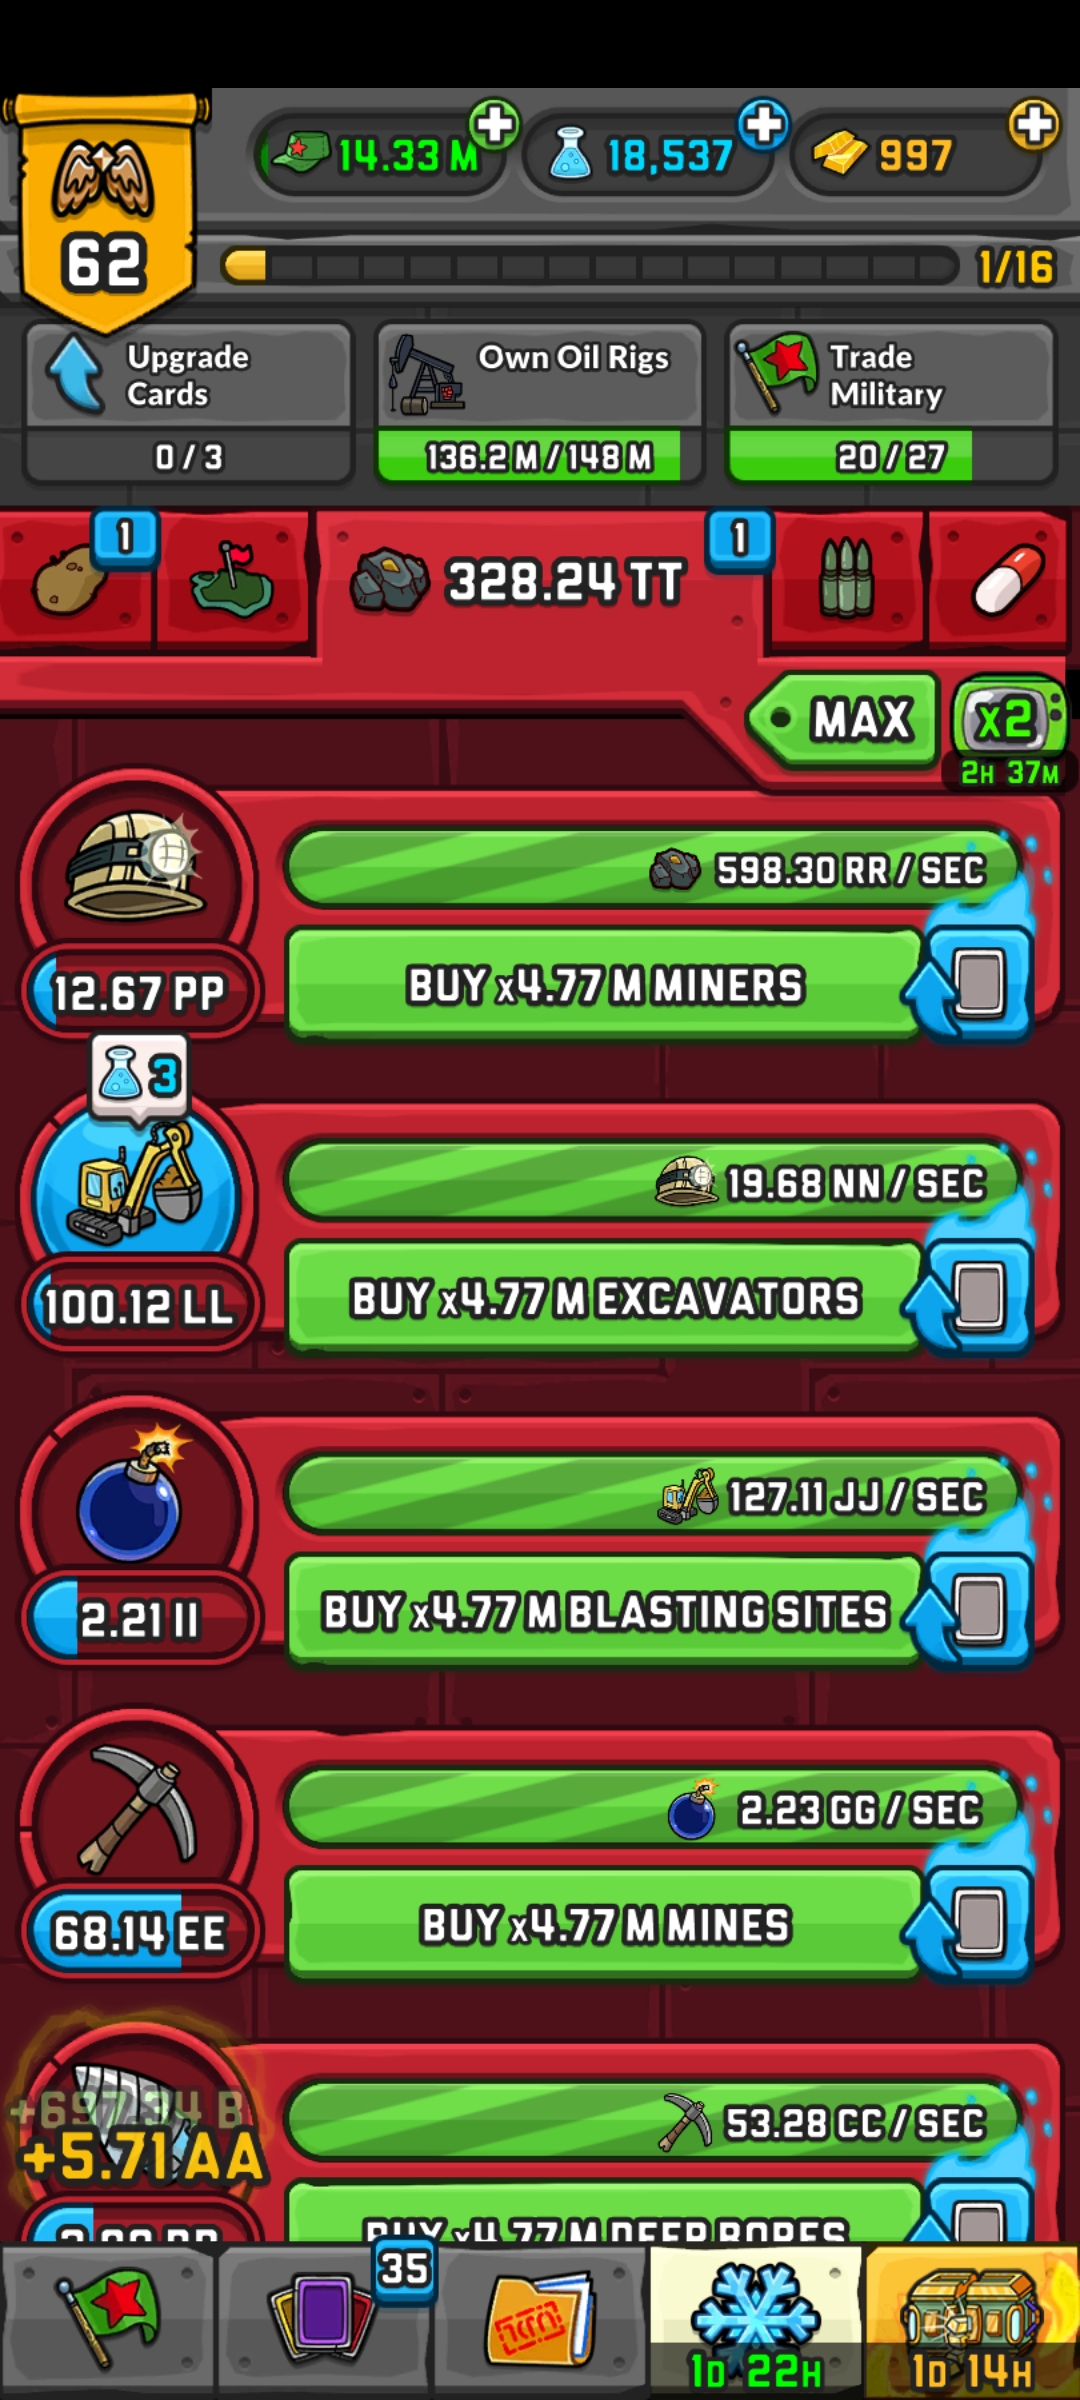 14.33 M
18,537
997
62
1/16
Upgrade
Cards
0 / 3
Own Oil Rigs
136.2 M / 148 M
Trade
Military
20 / 27
1
328.24 TT
1
MAX
x2
2H 37M
598.30 RR / SEC
12.67 PP
BUY x4.77 M MINERS
3
19.68 NN / SEC
100.12 LL
BUY x4.77 M EXCAVATORS
127.11 JJ / SEC
2.21 II
BUY x4.77 M BLASTING SITES
2.23 GG / SEC
68.14 EE
BUY x4.77 M MINES
+697.34 B
53.28 CC / SEC
+5.71 AA
BUY x4.77 M DEEP BORES
35
1D 22H
1D 14H